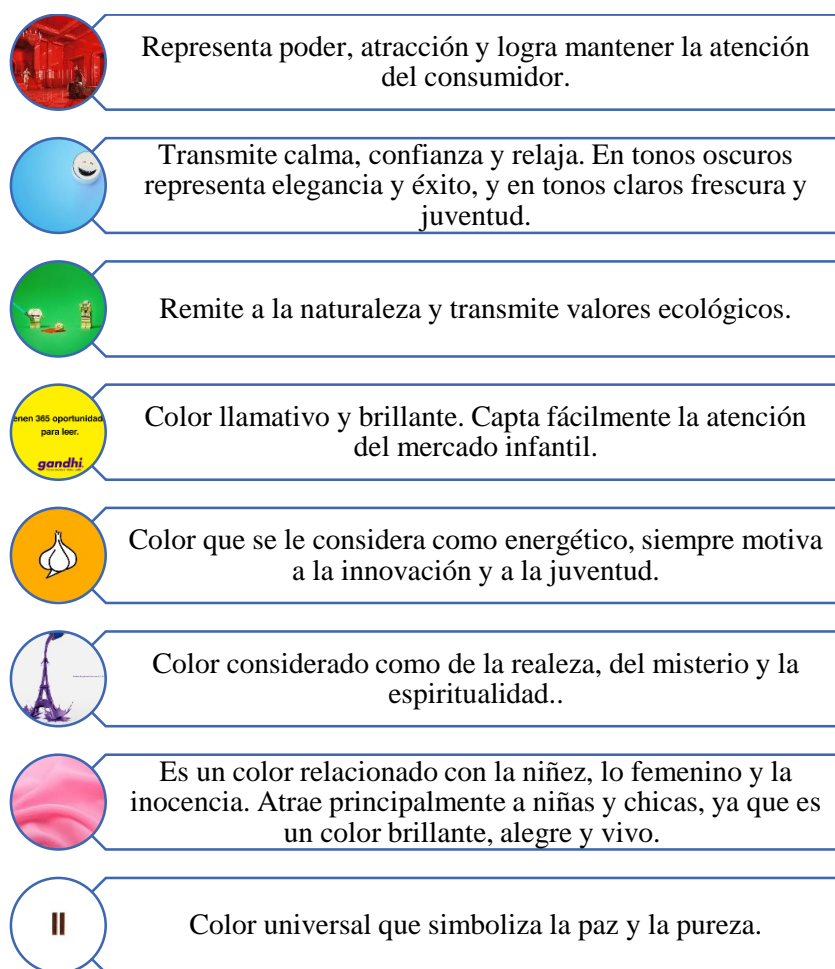 Representa poder, atracción y logra mantener la atención
del consumidor.
Transmite calma, confianza y relaja. En tonos oscuros
representa elegancia y éxito, y en tonos claros frescura y
juventud.
Remite a la naturaleza y transmite valores ecológicos.
enen 365 oportunidad
para leer.
gandhi
Color llamativo y brillante. Capta fácilmente la atención
del mercado infantil.
Color que se le considera como energético, siempre motiva
a la innovación y a la juventud.
Color considerado como de la realeza, del misterio y la
espiritualidad..
Es un color relacionado con la niñez, lo femenino y la
inocencia. Atrae principalmente a niñas y chicas, ya que es
un color brillante, alegre y vivo.
Color universal que simboliza la paz y la pureza.